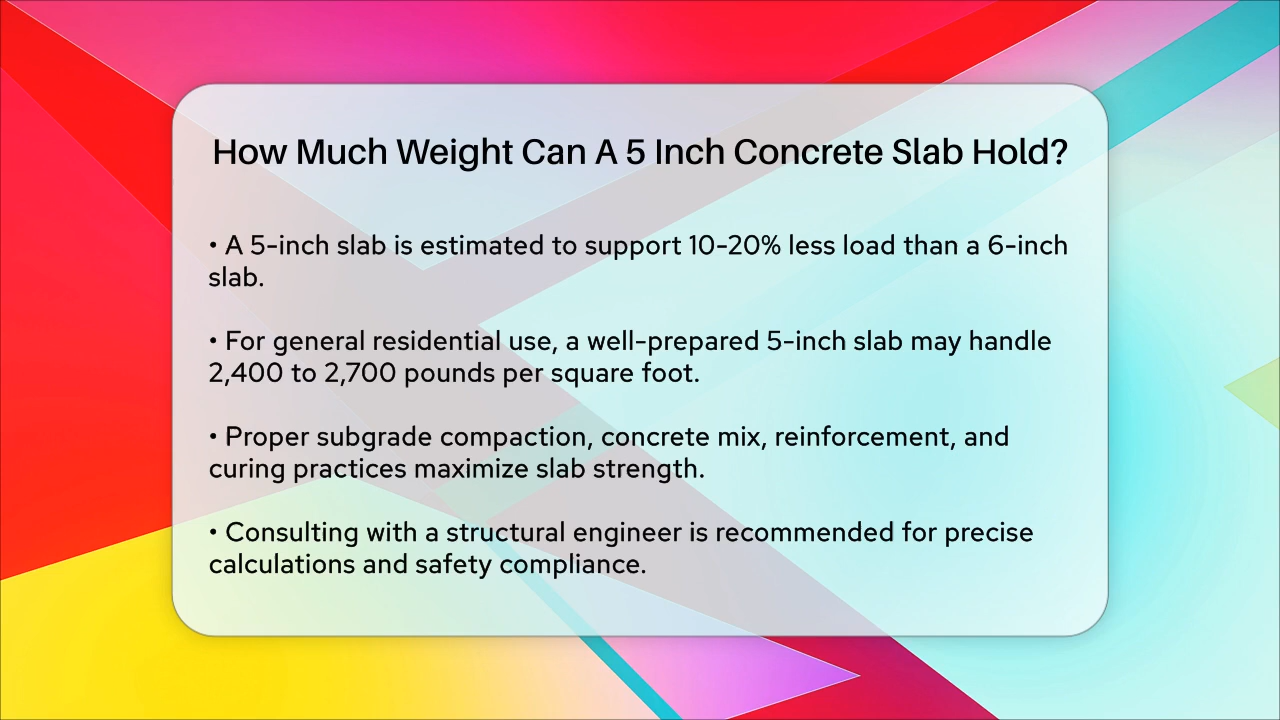 How Much Weight Can A 5 Inch Concrete Slab Hold?
• A 5-inch slab is estimated to support 10-20% less load than a 6-inch
slab.
• For general residential use, a well-prepared 5-inch slab may handle
2,400 to 2,700 pounds per square foot.
• Proper subgrade compaction, concrete mix, reinforcement, and
curing practices maximize slab strength.
• Consulting with a structural engineer is recommended for precise
calculations and safety compliance.